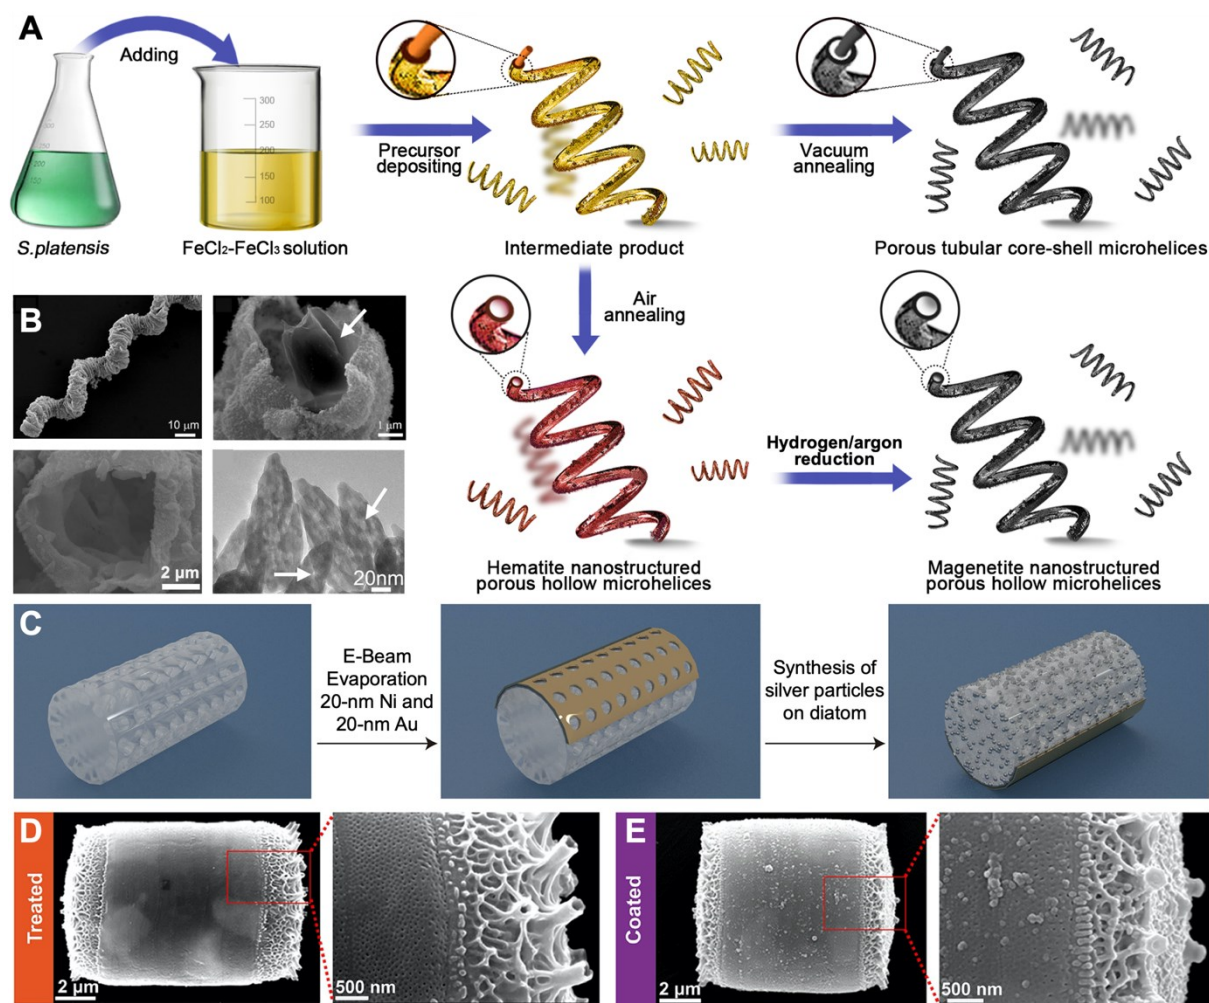 A
Adding
300
250
200
150
100
200
150
S.platensis
FeCl₂-FeCl₃ solution
Precursor
depositing
Intermediate product
Vacuum
annealing
Porous tubular core-shell microhelices
Air
annealing
B
10 µm
1 µm
2 µm
20nm
Hematite nanostructured
porous hollow microhelices
Hydrogen/argon
reduction
Magenetite nanostructured
porous hollow microhelices
C
E-Beam
Evaporation
20-nm Ni and
20-nm Au
Synthesis of
silver particles
on diatom
D
Treated
2 µm
500 nm
E
Coated
2 µm
500 nm